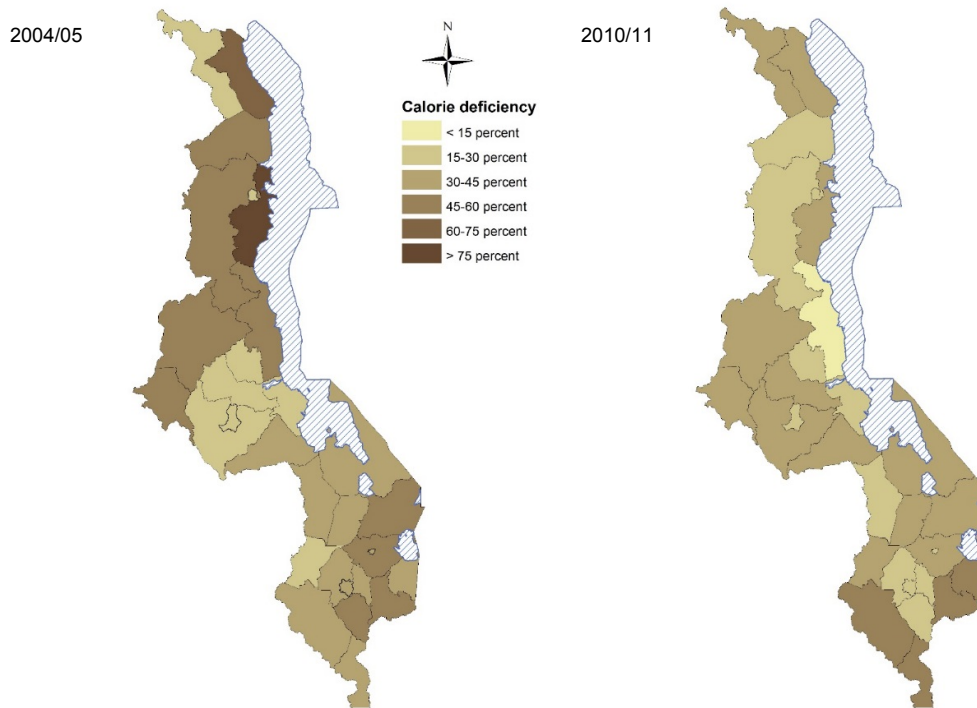 2004/05
N
2010/11
Calorie deficiency
< 15 percent
15-30 percent
30-45 percent
45-60 percent
60-75 percent
> 75 percent